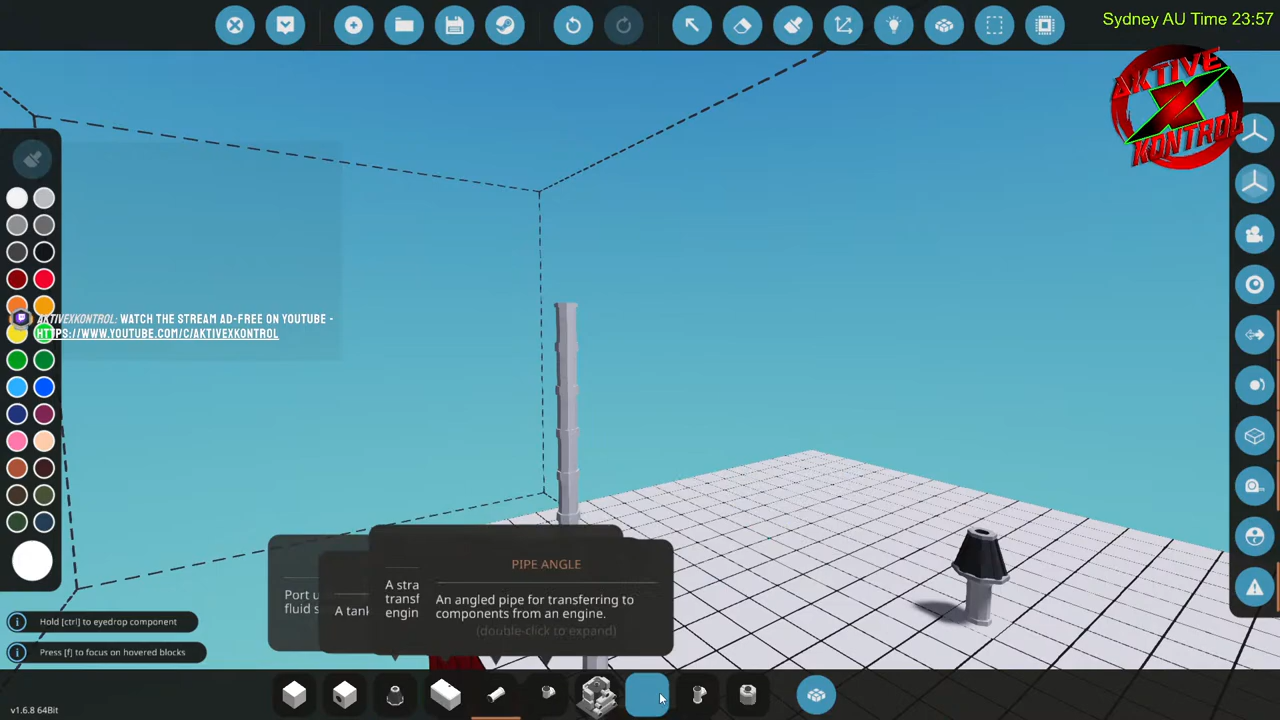 Sydney AU Time 23:57
AKTIVE
X
KONTROL
AKTIVEXKONTROL: WATCH THE STREAM AD-FREE ON YOUTUBE -
HTTPS://WWW.YOUTUBE.COM/C/AKTIVEXKONTROL
PIPE ANGLE
An angled pipe for transferring to
components from an engine.
(double-click to expand)
Port u
fluid s
A tank
A stra
transf
engin
Hold [ctrl] to eyedrop component
Press [f] to focus on hovered blocks
v1.6.8 64Bit